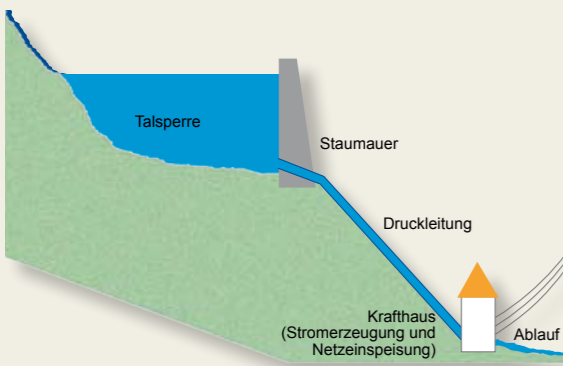 Talsperre
Staumauer
Druckleitung
Krafthaus
(Stromerzeugung und
Netzeinspeisung)
Ablauf